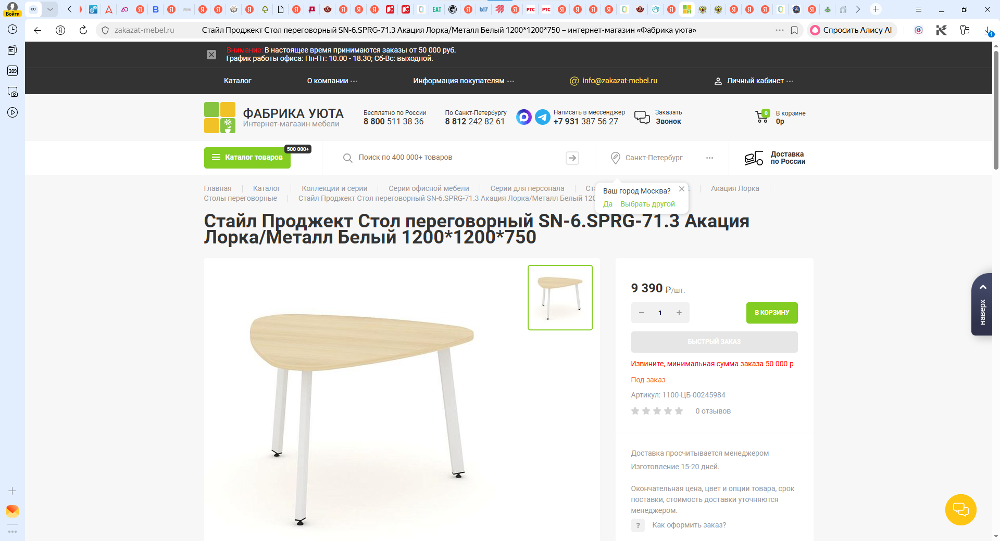 Войти
zakazat-mebel.ru
Стайл Проджект Стол переговорный SN-6.SPRG-71.3 Акация Лорка/Металл Белый 1200*1200*750 – интернет-магазин «Фабрика уюта»
Спросить Алису AI
1
289
Внимание: В настоящее время принимаются заказы от 50 000 руб.
График работы офиса: Пн-Пт: 10.00 - 18.30; Сб-Вс: выходной.
Каталог
О компании
Информация покупателям
info@zakazat-mebel.ru
Личный кабинет
ФАБРИКА УЮТА
Интернет-магазин мебели
Бесплатно по России
8 800 511 38 36
По Санкт-Петербургу
8 812 242 82 61
Написать в мессенджер
+7 931 387 56 27
Заказать
Звонок
0
В корзине
0р
Каталог товаров
500 000+
Поиск по 400 000+ товаров
Санкт-Петербург
Доставка
по России
Главная
Каталог
Коллекции и серии
Серии офисной мебели
Серии для персонала
Акация Лорка
Столы переговорные
Стайл Проджект Стол переговорный SN-6.SPRG-71.3 Акация Лорка/Металл Белый 120
Ваш город Москва?
Да
Выбрать другой
Стайл Проджект Стол переговорный SN-6.SPRG-71.3 Акация
Лорка/Металл Белый 1200*1200*750
9 390 ₽/шт.
1
В КОРЗИНУ
БЫСТРЫЙ ЗАКАЗ
Извините, минимальная сумма заказа 50 000 р
Под заказ
Артикул: 1100-ЦБ-00245984
0 отзывов
Доставка просчитывается менеджером
Изготовление 15-20 дней.
Окончательная цена, цвет и опции товара, срок
поставки, стоимость доставки уточняются
менеджером.
?
Как оформить заказ?
наверх